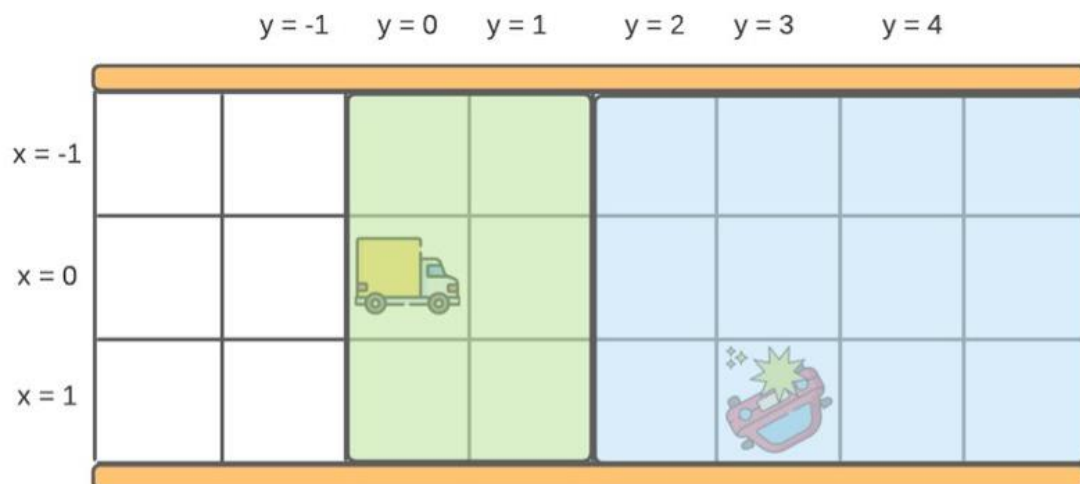 y = -1 y = 0 y = 1 y = 2 y = 3 y = 4
x = -1
x = 0
x = 1